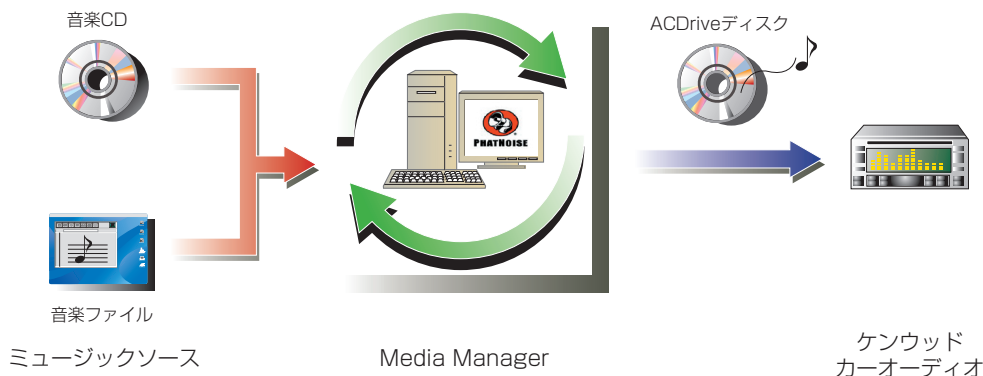 音楽CD
ACDriveディスク
PHATNOISE
音楽ファイル
ミュージックソース
Media Manager
ケンウッド
カーオーディオ